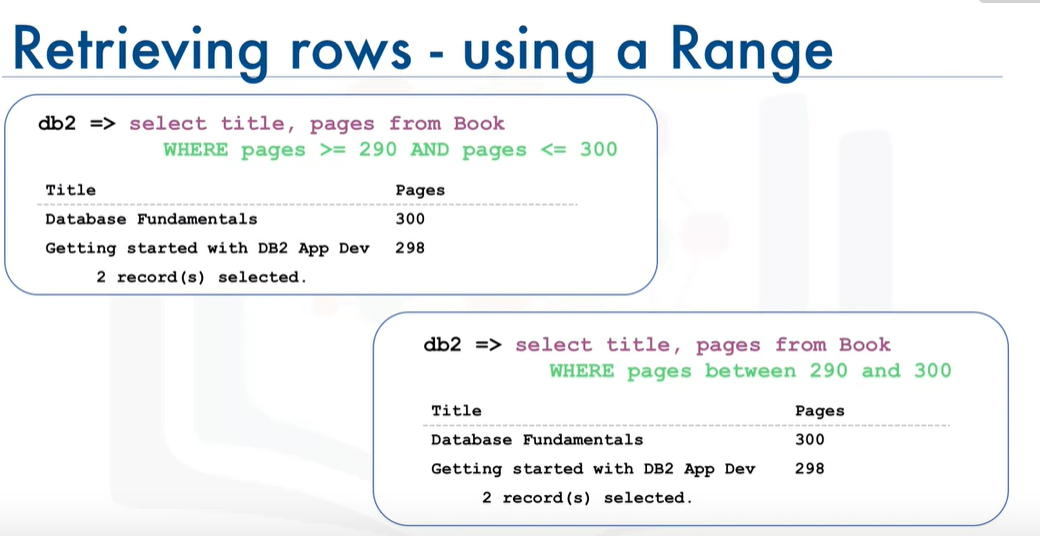 Retrieving rows - using a Range
db2 => select title, pages from Book
WHERE pages >= 290 AND pages <= 300
Title Pages
Database Fundamentals 300
Getting started with DB2 App Dev 298
2 record(s) selected.
db2 => select title, pages from Book
WHERE pages between 290 and 300
Title Pages
Database Fundamentals 300
Getting started with DB2 App Dev 298
2 record(s) selected.